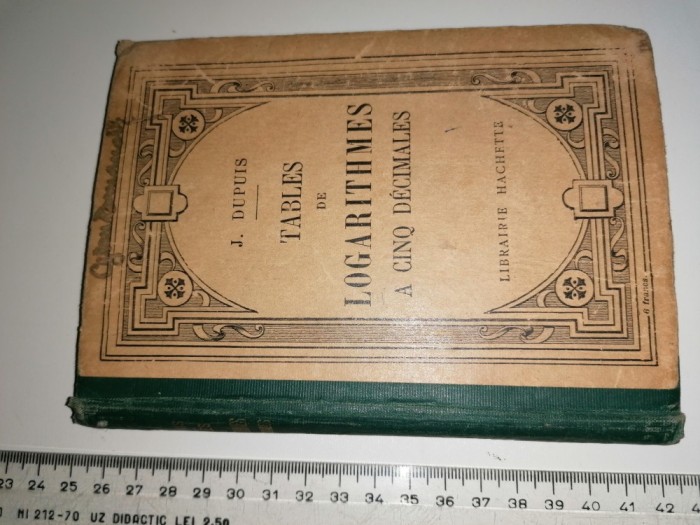 J. DUPUIS
TABLES
DE
LOGARITHMES
A CINQ DÉCIMALES
LIBRAIRIE HACHETTE
23 24 25 26 27 28 29 30 31 32 33 34 35 36 37 38 39 40 41 42
NI 212-70 UZ DIDACTIC LEI 2,50